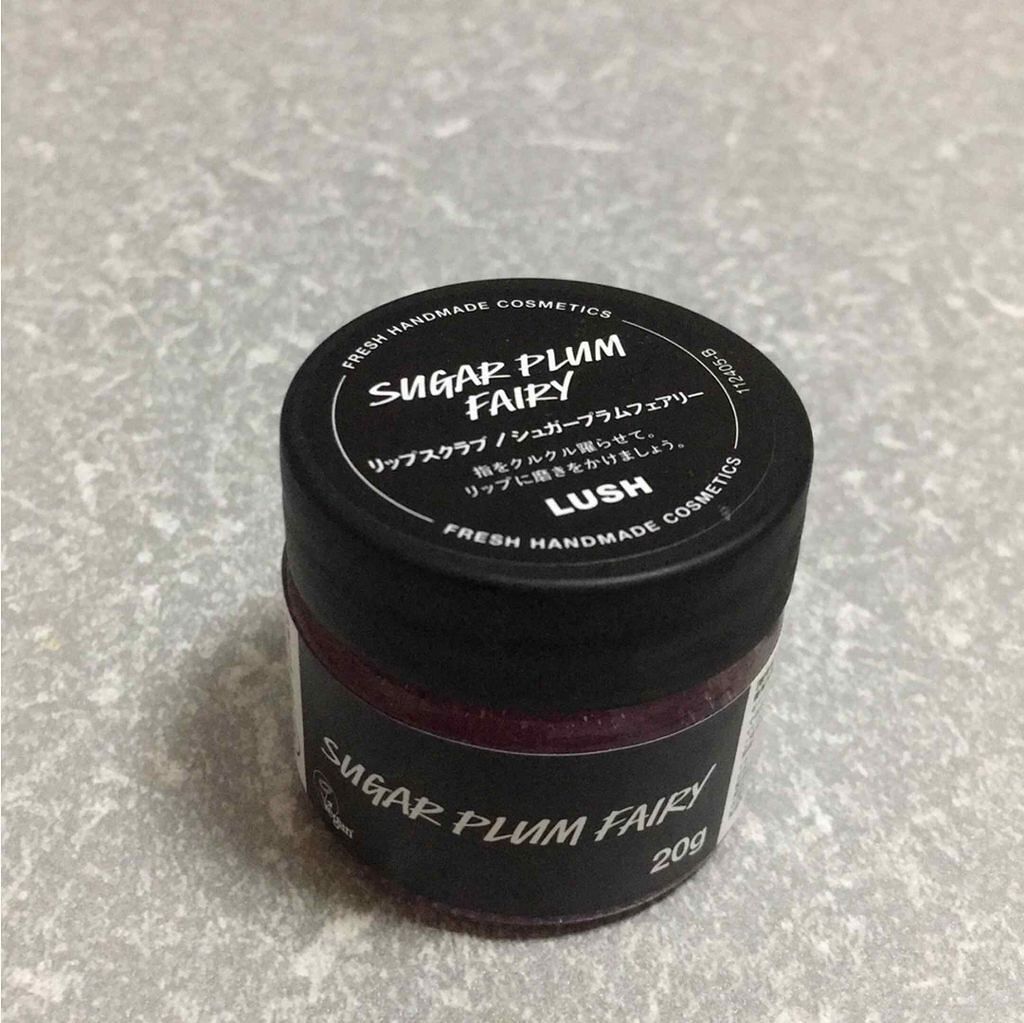 FRESH HANDMADE COSMETICS
SUGAR PLUM
FAIRY
リップスクラブ / シュガープラムフェアリー
指をクルクル躍らせて。
リップに磨きをかけましょう。
LUSH
FRESH HANDMADE COSMETICS
112405-B
SUGAR PLUM FAIRY
Vegan
20g